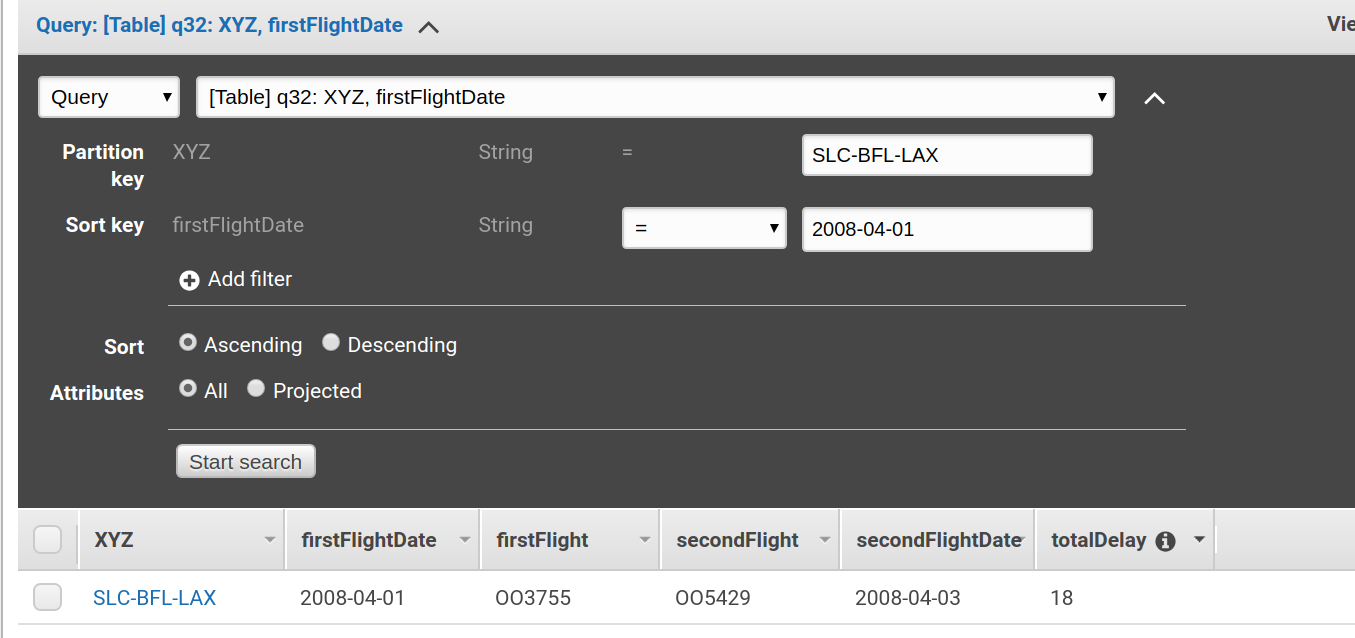 Query: [Table] q32: XYZ, firstFlightDate
Query [Table] q32: XYZ, firstFlightDate
Partition key XYZ String = SLC-BFL-LAX
Sort key firstFlightDate String = 2008-04-01
Add filter
Sort Ascending Descending
Attributes All Projected
Start search
XYZ firstFlightDate firstFlight secondFlight secondFlightDate totalDelay
SLC-BFL-LAX 2008-04-01 OO3755 OO5429 2008-04-03 18